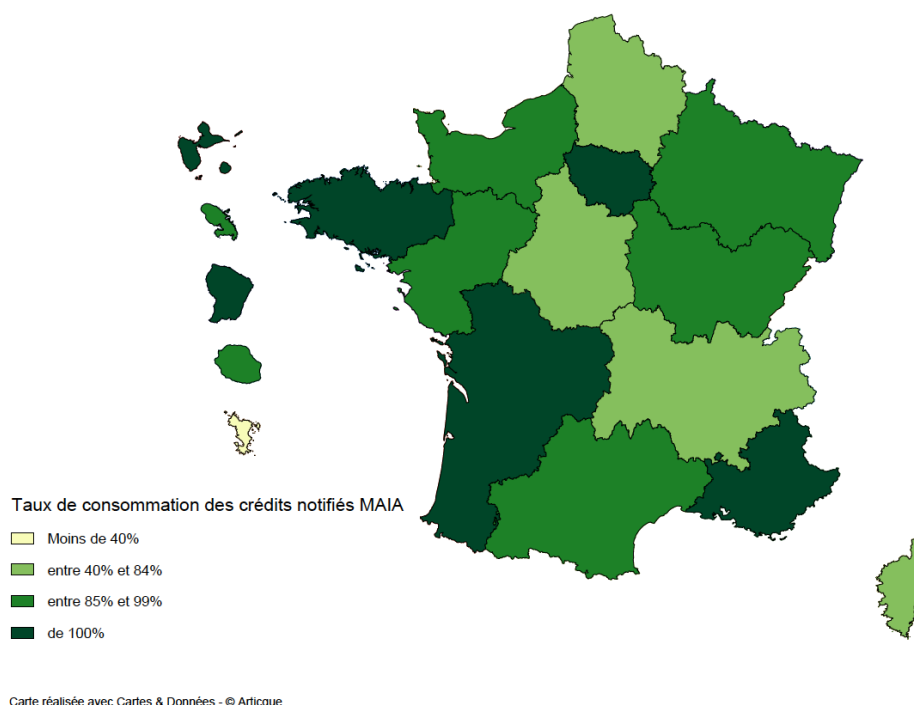 Taux de consommation des crédits notifiés MAIA
Moins de 40%
entre 40% et 84%
entre 85% et 99%
de 100%
Carte réalisée avec Cartes & Données - © Articque